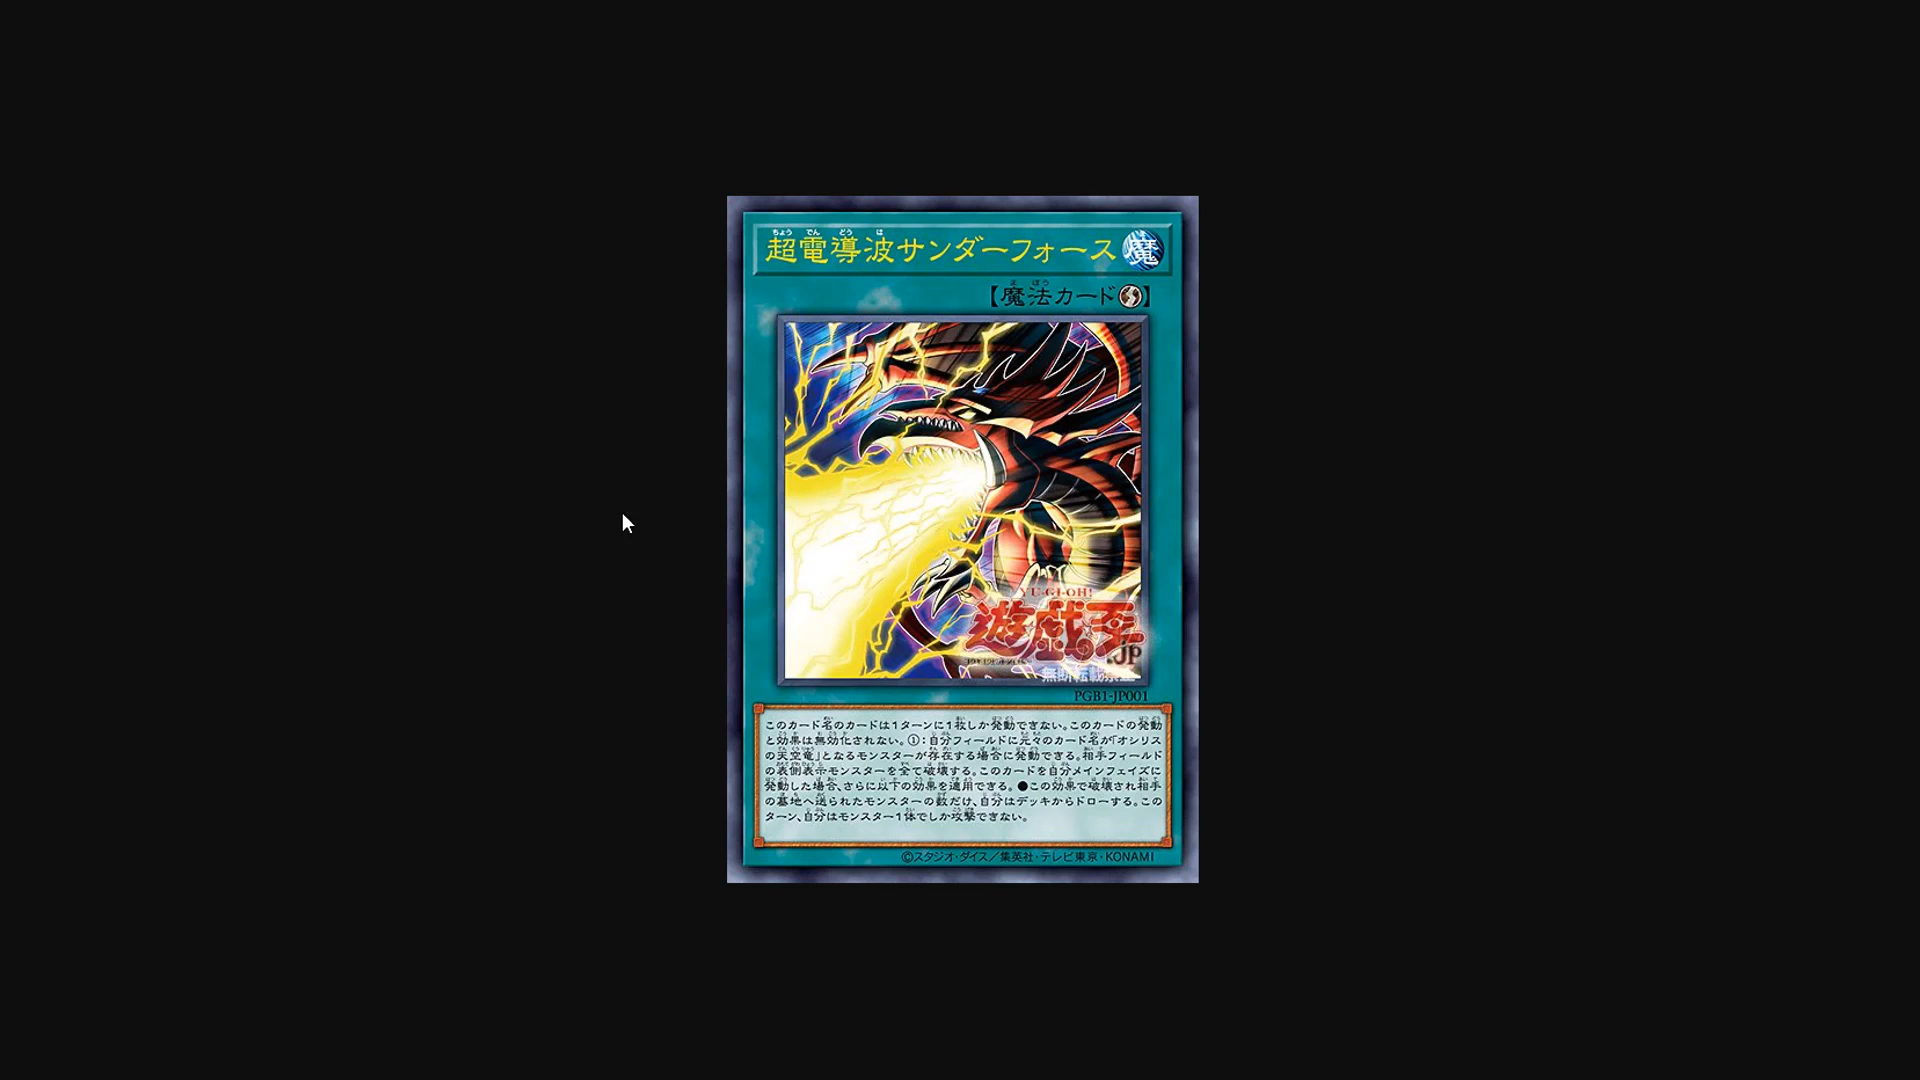 超電導波サンダーフォース 魔
【魔法カード】
YU-GI-OH!
遊戯王
.JP
無断転載禁止
PGB1-JP001
このカード名のカードは1ターンに1枚しか発動できない。このカードの発動
と効果は無効化されない。①:自分フィールドに元々のカード名が「オシリス
の天空竜」となるモンスターが存在する場合に発動できる。相手フィールド
の表側表示モンスターを全て破壊する。このカードを自分メインフェイズに
発動した場合、さらに以下の効果を適用できる。●この効果で破壊され相手
の墓地へ送られたモンスターの数だけ、自分はデッキからドローする。この
ターン、自分はモンスター1体でしか攻撃できない。
©スタジオ・ダイス/集英社・テレビ東京・KONAMI